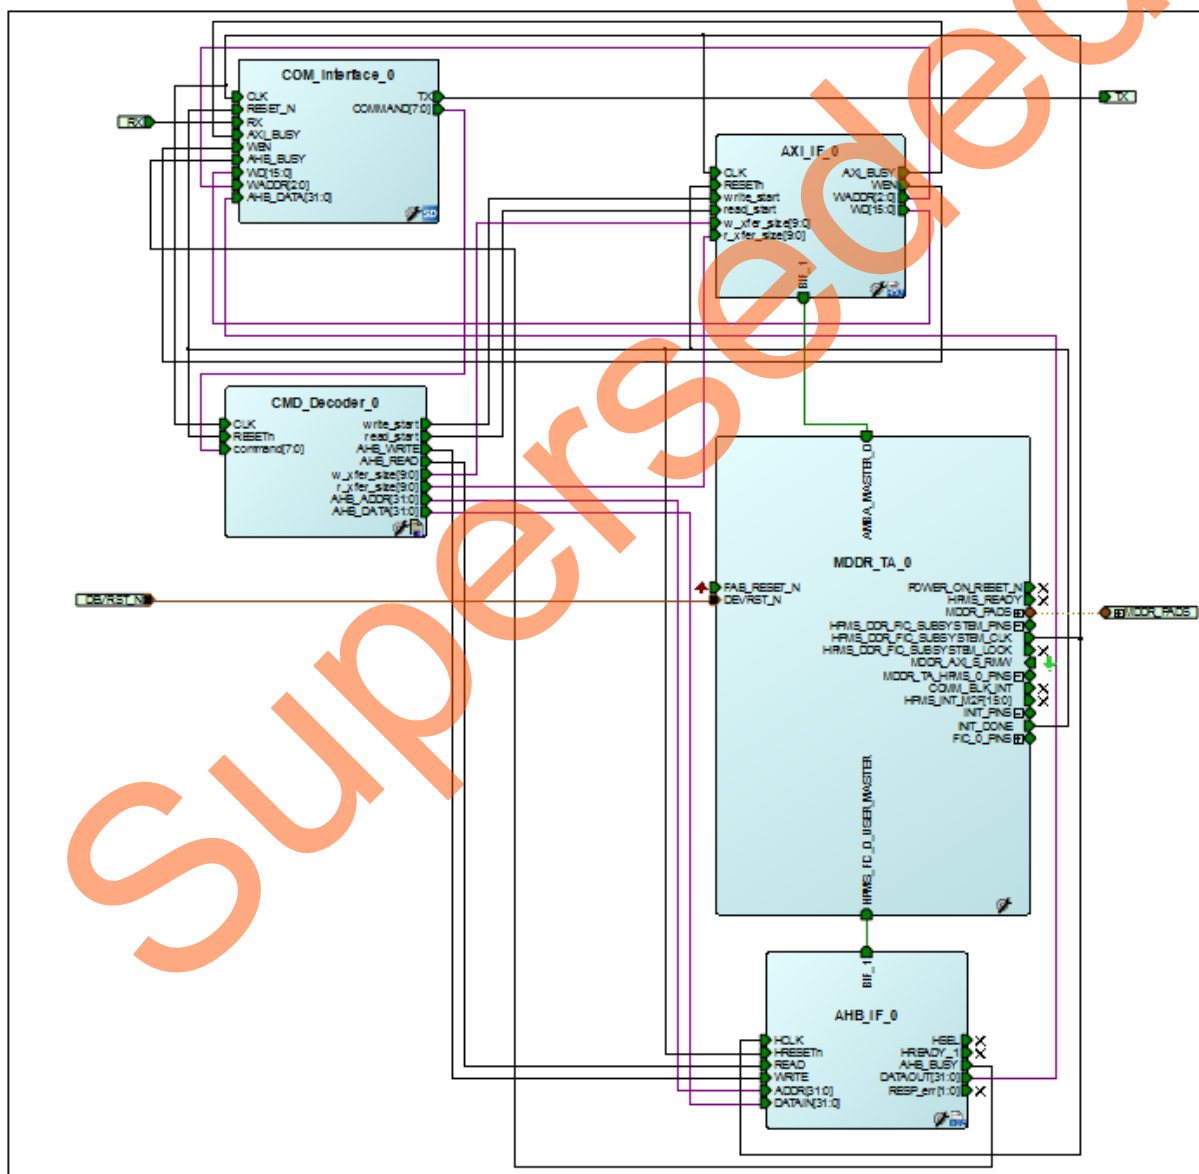 COM_Interface_0
CLK
RESET_N
RX
AXI_BUSY
WEN
AHB_BUSY
WD[15:0]
WADDR[2:0]
AHB_DATA[31:0]
TX
COMMAND[7:0]
SD
RX
TX
AXI_IF_0
CLK
RESETn
write_start
read_start
w_xfer_size[9:0]
r_xfer_size[9:0]
AXI_BUSY
WEN
WADDR[2:0]
WD[15:0]
BIF_1
CMD_Decoder_0
CLK
RESETn
command[7:0]
write_start
read_start
AHB_WRITE
AHB_READ
w_xfer_size[9:0]
r_xfer_size[9:0]
AHB_ADDR[31:0]
AHB_DATA[31:0]
AMBA_MASTER_0
MDDR_TA_0
FAB_RESET_N
DEVRST_N
DEVRST_N
POWER_ON_RESET_N
HPMS_READY
MDDR_PADS
HPMS_DDR_FIC_SUBSYSTEM_PINS
HPMS_DDR_FIC_SUBSYSTEM_CLK
HPMS_DDR_FIC_SUBSYSTEM_LOCK
MDDR_AXI_S_RMW
MDDR_TA_HPMS_0_PINS
COMM_BLK_INT
HPMS_INT_M2F[15:0]
INIT_PINS
INIT_DONE
FIC_0_PINS
MDDR_PADS
HPMS_FIC_0_USER_MASTER
BIF_1
AHB_IF_0
HCLK
HRESETn
READ
WRITE
ADDR[31:0]
DATAIN[31:0]
HSEL
HREADY_1
AHB_BUSY
DATAOUT[31:0]
RESP_err[1:0]
Superseded